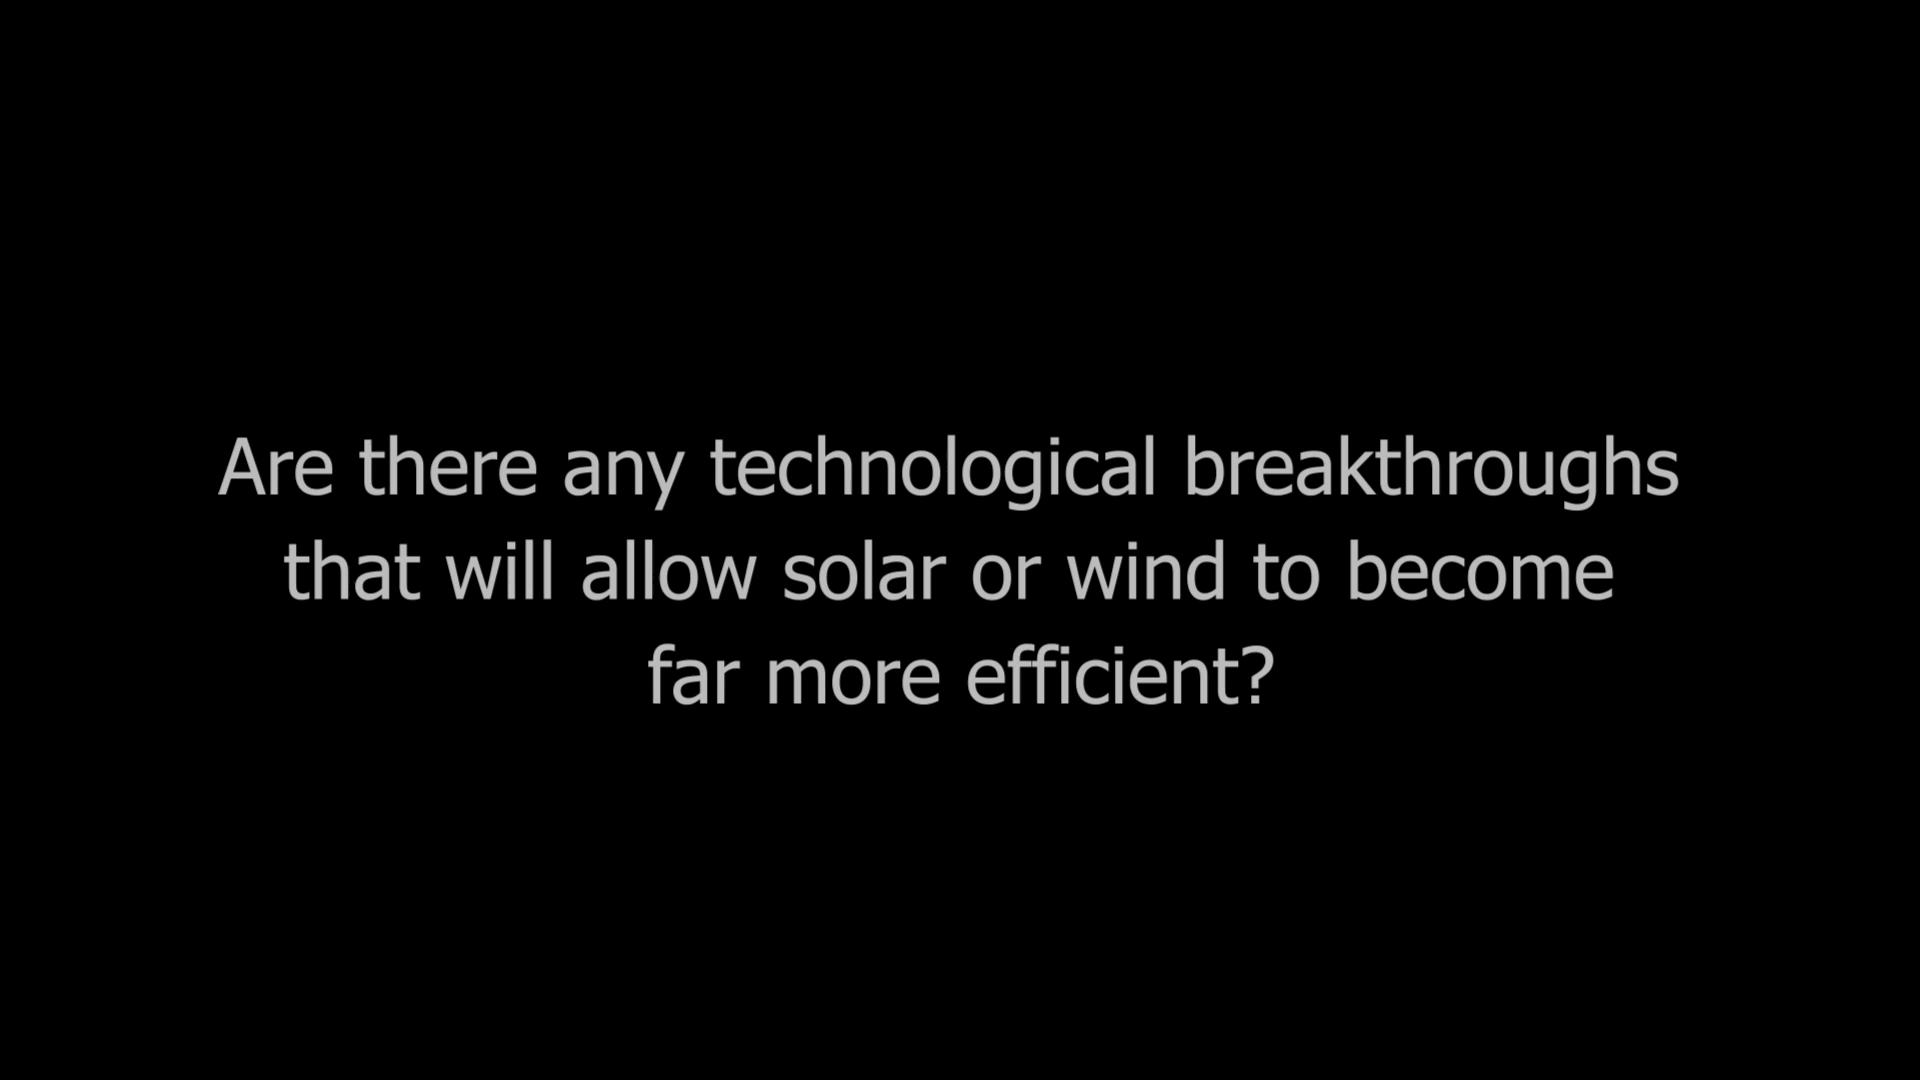 Are there any technological breakthroughs
that will allow solar or wind to become
far more efficient?